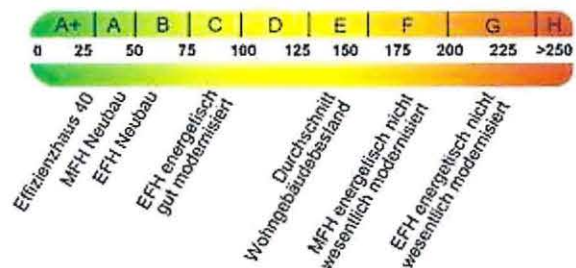 A+ A B C D E F G H
0 25 50 75 100 125 150 175 200 225 >250
Effizienzhaus 40
MFH Neubau
EFH Neubau
EFH energetisch
gut modernisiert
Durchschnitt
Wohngebäudebestand
MFH energetisch nicht
wesentlich modernisiert
EFH energetisch nicht
wesentlich modernisiert